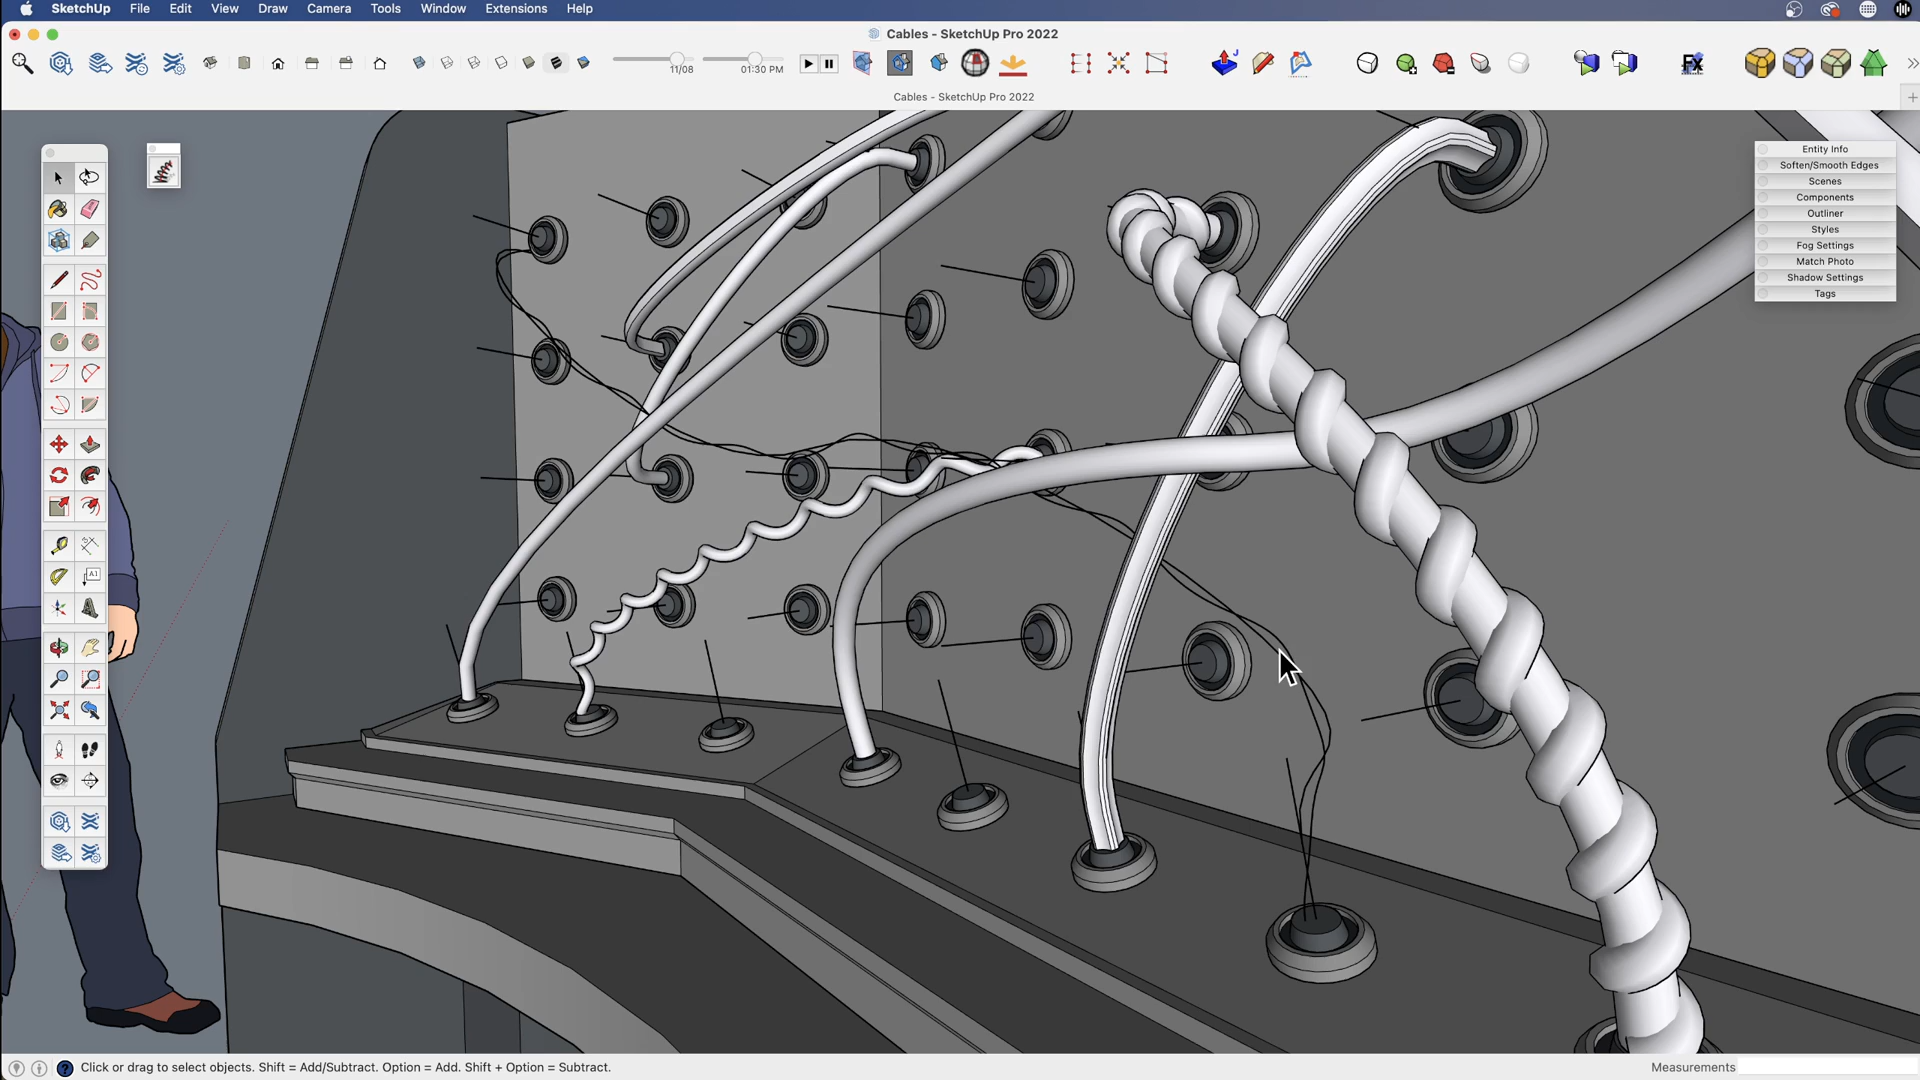 SketchUp File Edit View Draw Camera Tools Window Extensions Help
Cables - SketchUp Pro 2022
11/08 01:30 PM
J
FX
Cables - SketchUp Pro 2022
Entity Info
Soften/Smooth Edges
Scenes
Components
Outliner
Styles
Fog Settings
Match Photo
Shadow Settings
Tags
A1
Click or drag to select objects. Shift = Add/Subtract. Option = Add. Shift + Option = Subtract.
Measurements